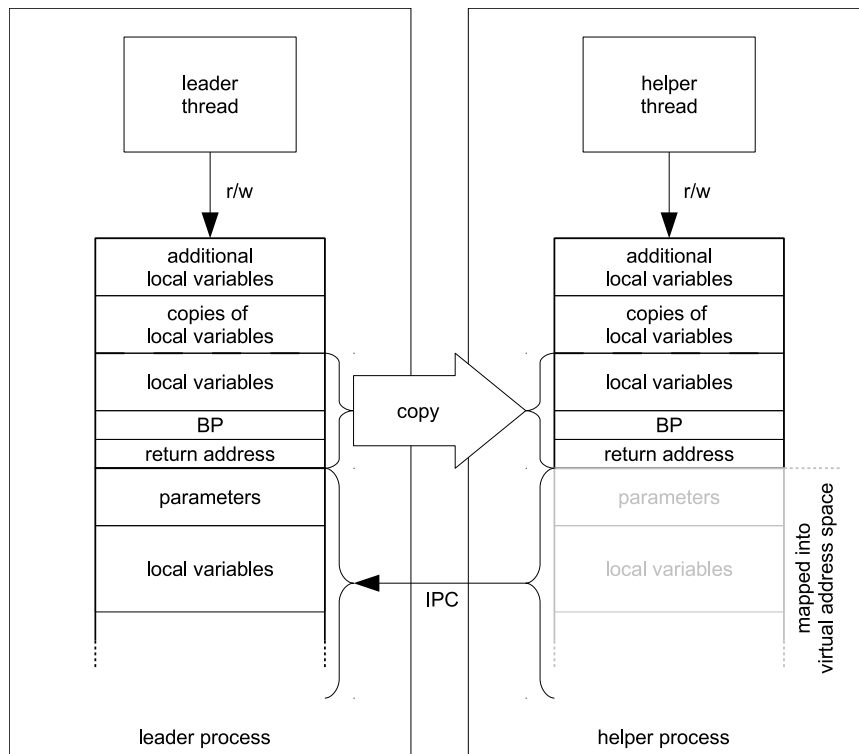 leader
thread
r/w
additional
local variables
copies of
local variables
local variables
BP
return address
parameters
local variables
leader process
copy
IPC
helper
thread
r/w
additional
local variables
copies of
local variables
local variables
BP
return address
parameters
local variables
mapped into
virtual address space
helper process